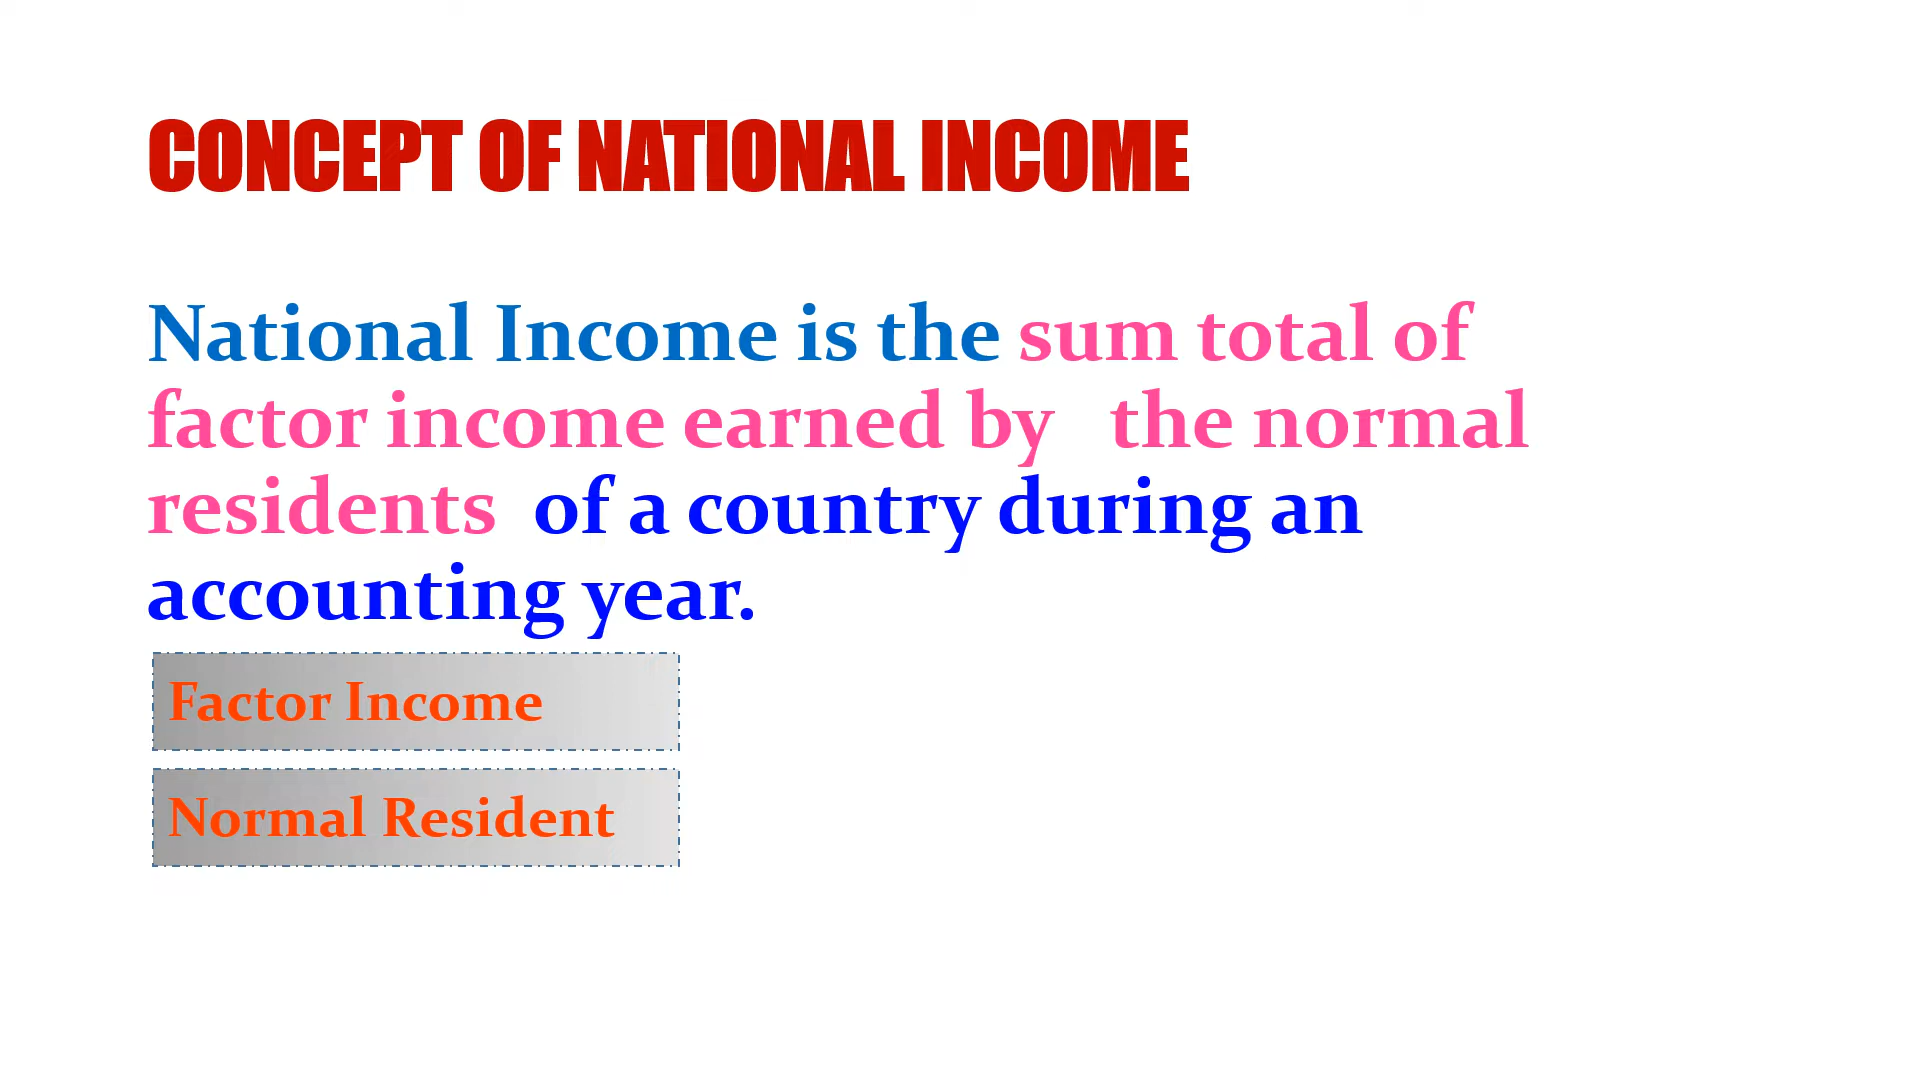 CONCEPT OF NATIONAL INCOME
National Income is the sum total of
factor income earned by the normal
residents of a country during an
accounting year.
Factor Income
Normal Resident